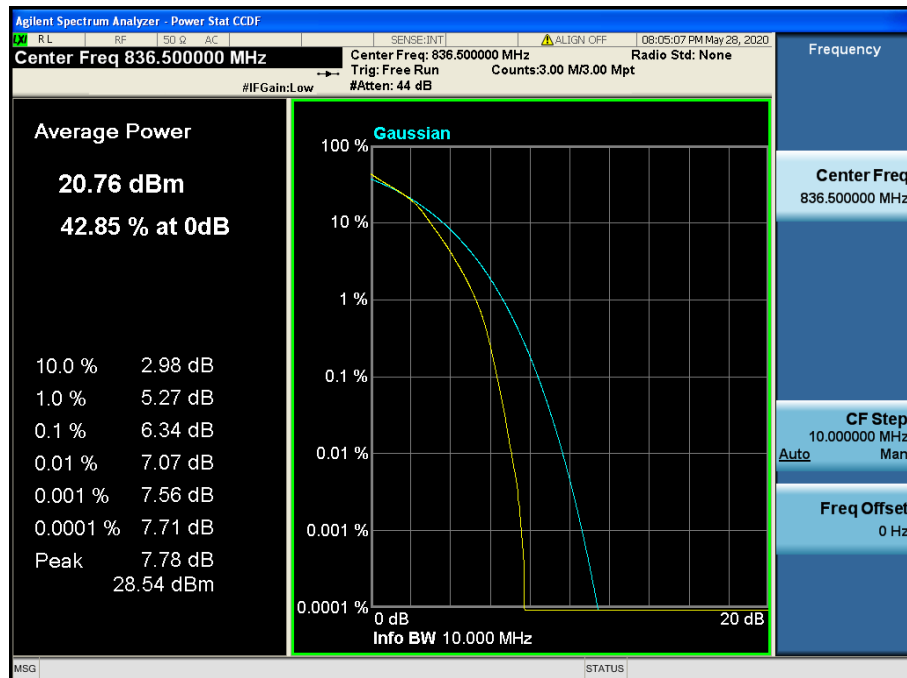 Agilent Spectrum Analyzer - Power Stat CCDF
LXI RL RF 50 Ω AC SENSE:INT ALIGN OFF 08:05:07 PM May 28, 2020
Center Freq 836.500000 MHz
Center Freq: 836.500000 MHz Radio Std: None
Trig: Free Run Counts:3.00 M/3.00 Mpt
#IFGain:Low #Atten: 44 dB
Frequency
Average Power
20.76 dBm
42.85 % at 0dB
10.0 % 2.98 dB
1.0 % 5.27 dB
0.1 % 6.34 dB
0.01 % 7.07 dB
0.001 % 7.56 dB
0.0001 % 7.71 dB
Peak 7.78 dB
28.54 dBm
Gaussian
100 %
10 %
1 %
0.1 %
0.01 %
0.001 %
0.0001 %
0 dB 20 dB
Info BW 10.000 MHz
Center Freq
836.500000 MHz
CF Step
10.000000 MHz
Auto Man
Freq Offset
0 Hz
MSG STATUS